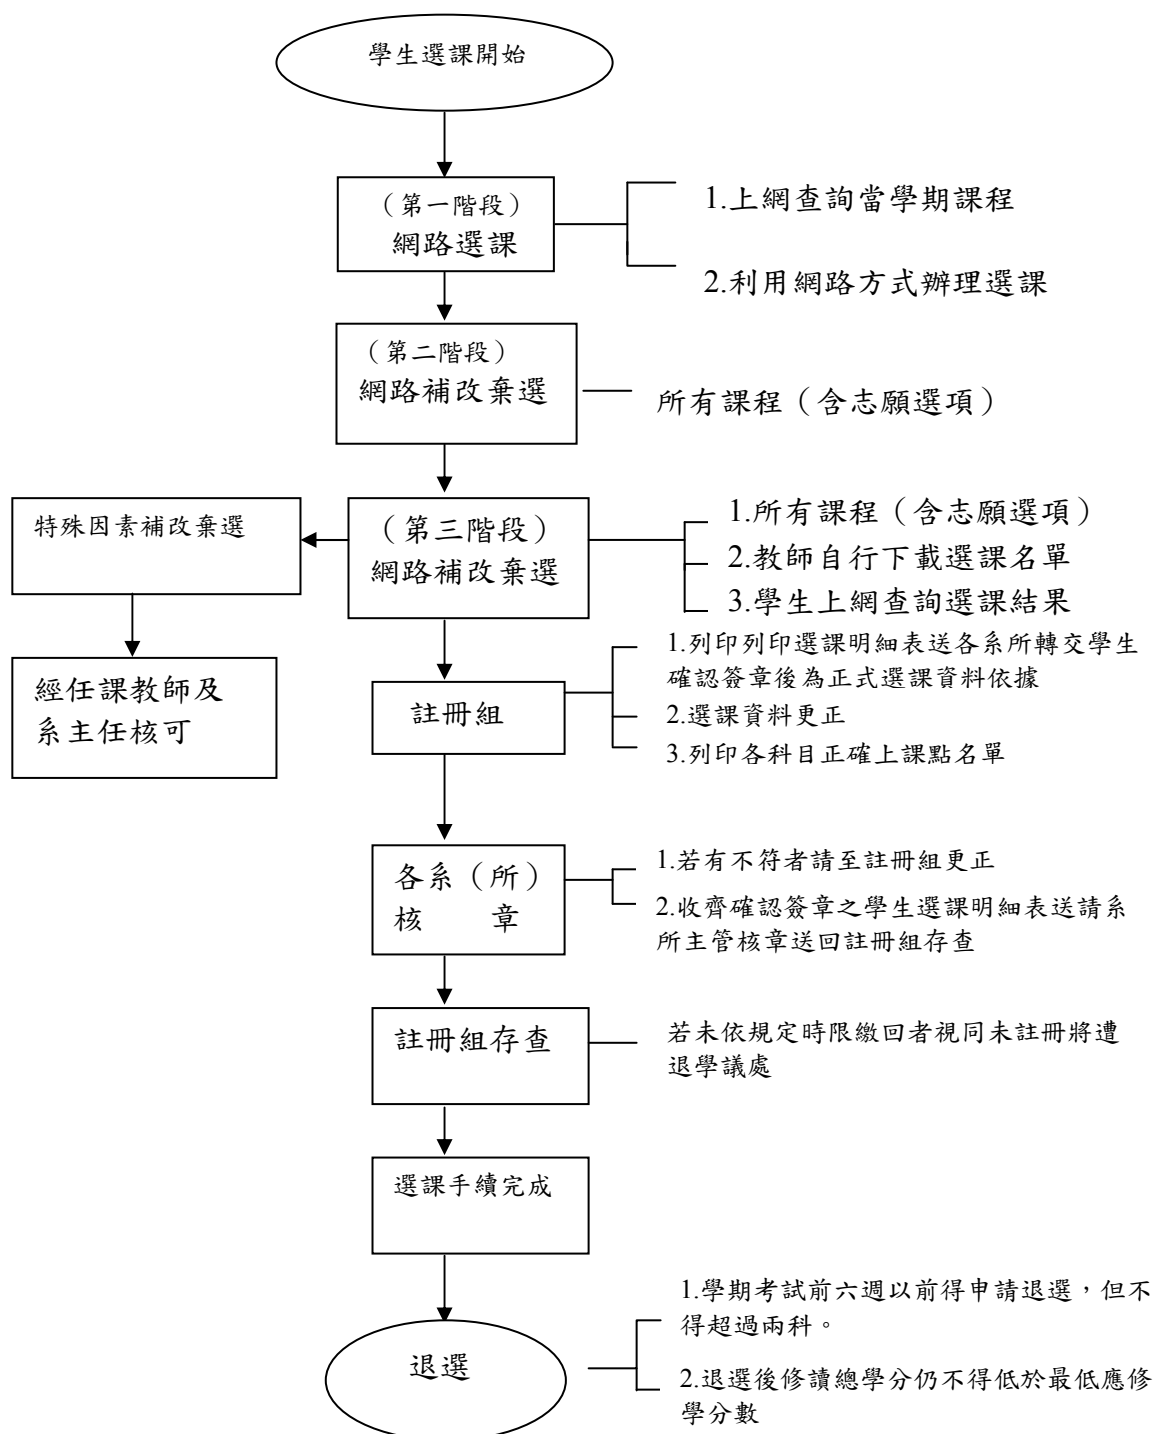 學生選課開始
（第一階段）
網路選課
1.上網查詢當學期課程
2.利用網路方式辦理選課
（第二階段）
網路補改棄選
所有課程（含志願選項）
特殊因素補改棄選
（第三階段）
網路補改棄選
1.所有課程（含志願選項）
2.教師自行下載選課名單
3.學生上網查詢選課結果
經任課教師及
系主任核可
註冊組
1.列印列印選課明細表送各系所轉交學生
確認簽章後為正式選課資料依據
2.選課資料更正
3.列印各科目正確上課點名單
各系（所）
核 章
1.若有不符者請至註冊組更正
2.收齊確認簽章之學生選課明細表送請系
所主管核章送回註冊組存查
註冊組存查
若未依規定時限繳回者視同未註冊將遭
退學議處
選課手續完成
退選
1.學期考試前六週以前得申請退選，但不
得超過兩科。
2.退選後修讀總學分仍不得低於最低應修
學分數